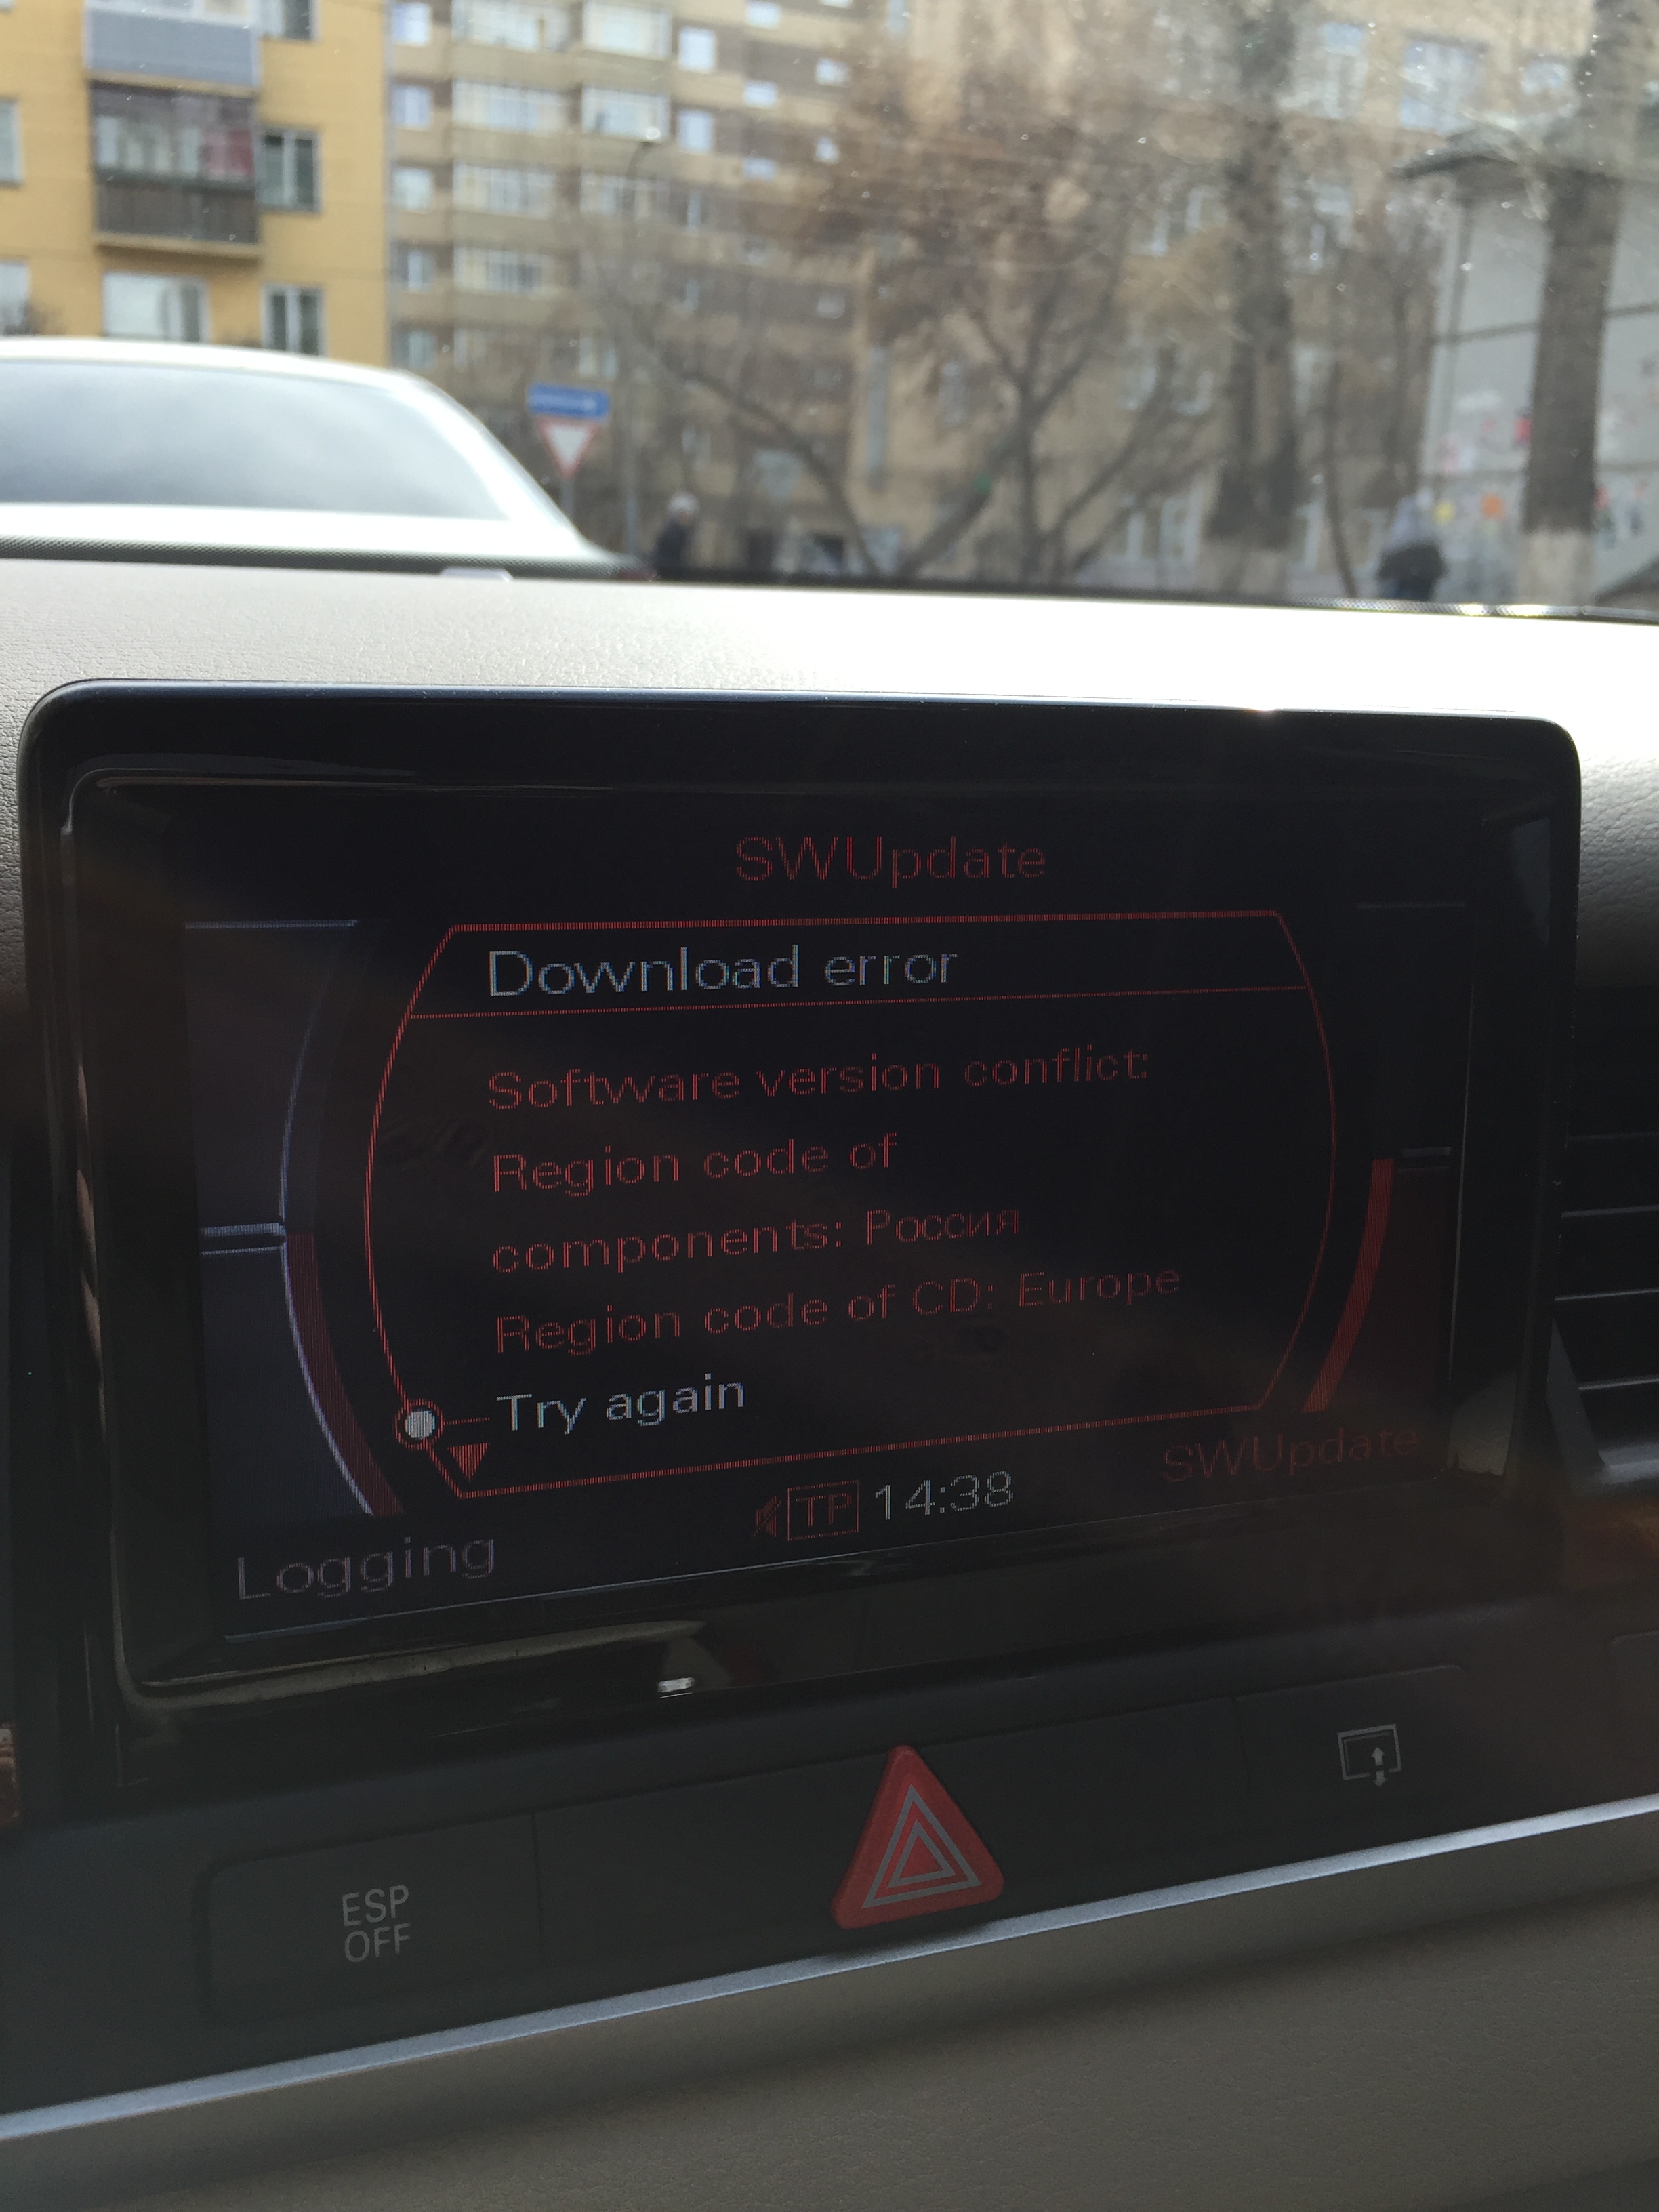 SWUpdate
Download error
Software version conflict:
Region code of
components: Россия
Region code of CD: Europe
Try again
SWUpdate
TP 14:38
Logging
ESP
OFF